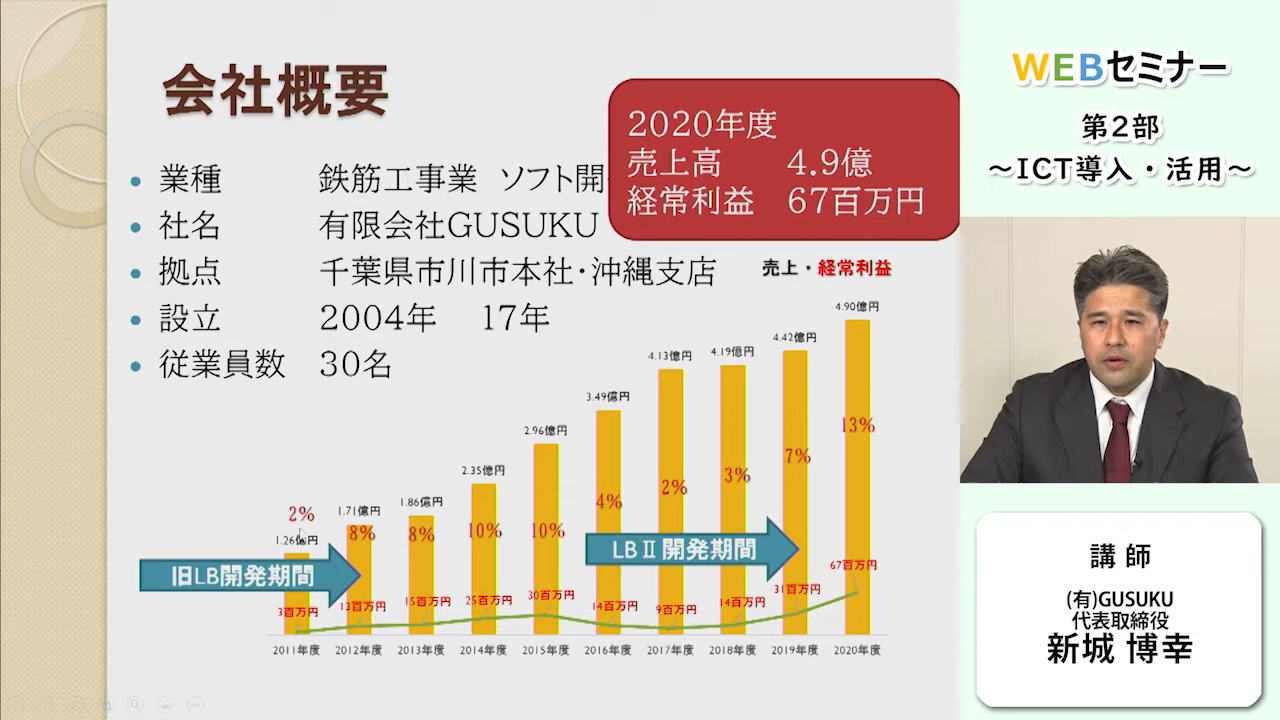 会社概要
2020年度
売上高 4.9億
経常利益 67百万円
業種 鉄筋工事業 ソフト開
社名 有限会社GUSUKU
拠点 千葉県市川市本社・沖縄支店
設立 2004年 17年
従業員数 30名
売上・経常利益
4.90億円
4.42億円
4.19億円
4.13億円
3.49億円
2.96億円
2.35億円
1.86億円
1.71億円
1.26億円
2% 8% 8% 10% 10% 4% 2% 3% 7% 13%
旧LB開発期間
LBⅡ開発期間
3百万円 13百万円 15百万円 25百万円 30百万円 14百万円 9百万円 14百万円 31百万円 67百万円
2011年度 2012年度 2013年度 2014年度 2015年度 2016年度 2017年度 2018年度 2019年度 2020年度
WEBセミナー
第2部
～ICT導入・活用～
講師
(有)GUSUKU
代表取締役
新城 博幸